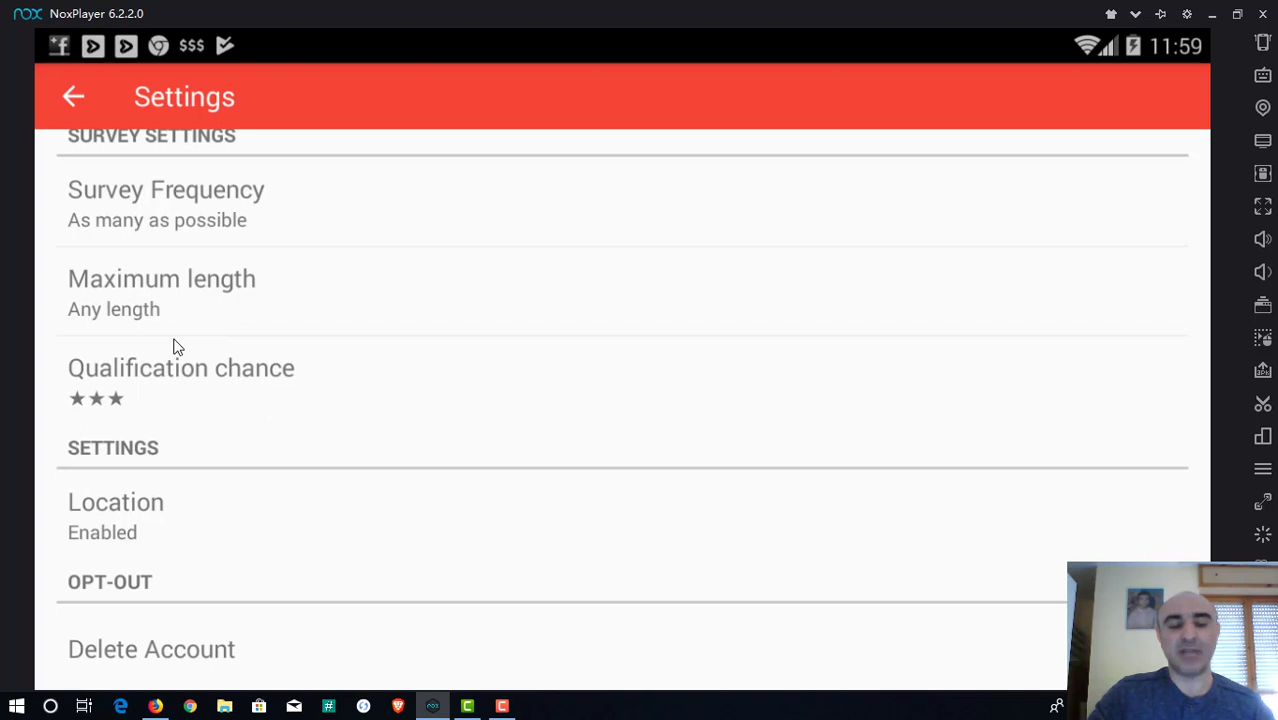 nox NoxPlayer 6.2.2.0
$$$ 11:59
Settings
SURVEY SETTINGS
Survey Frequency
As many as possible
Maximum length
Any length
Qualification chance
★★★
SETTINGS
Location
Enabled
OPT-OUT
Delete Account